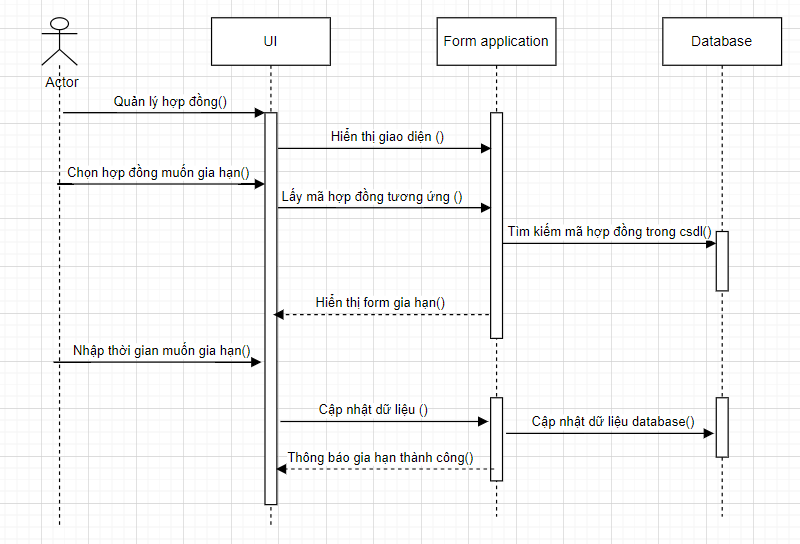 UI
Form application
Database
Actor
Quản lý hợp đồng()
Hiển thị giao diện ()
Chọn hợp đồng muốn gia hạn()
Lấy mã hợp đồng tương ứng ()
Tìm kiếm mã hợp đồng trong csdl()
Hiển thị form gia hạn()
Nhập thời gian muốn gia hạn()
Cập nhật dữ liệu ()
Cập nhật dữ liệu database()
Thông báo gia hạn thành công()